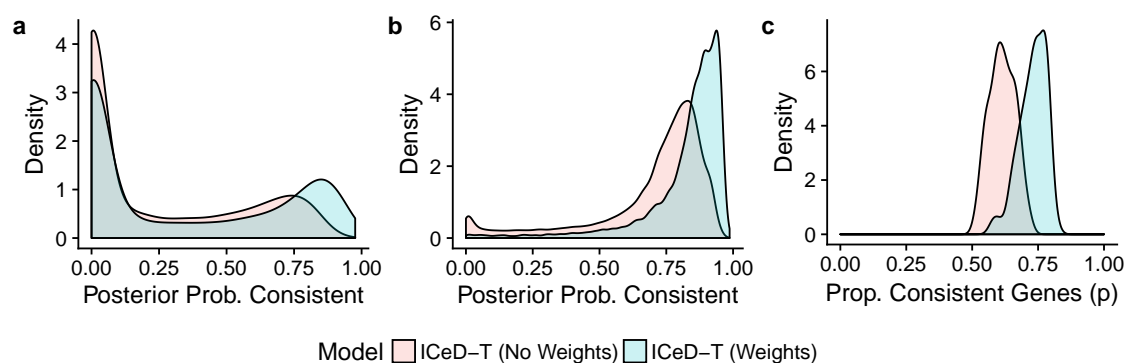 a
b
c
4
3
2
1
0
Density
0.00 0.25 0.50 0.75 1.00
Posterior Prob. Consistent
6
4
2
0
Density
0.00 0.25 0.50 0.75 1.00
Posterior Prob. Consistent
6
4
2
0
Density
0.00 0.25 0.50 0.75 1.00
Prop. Consistent Genes (p)
Model ICeD−T (No Weights) ICeD−T (Weights)